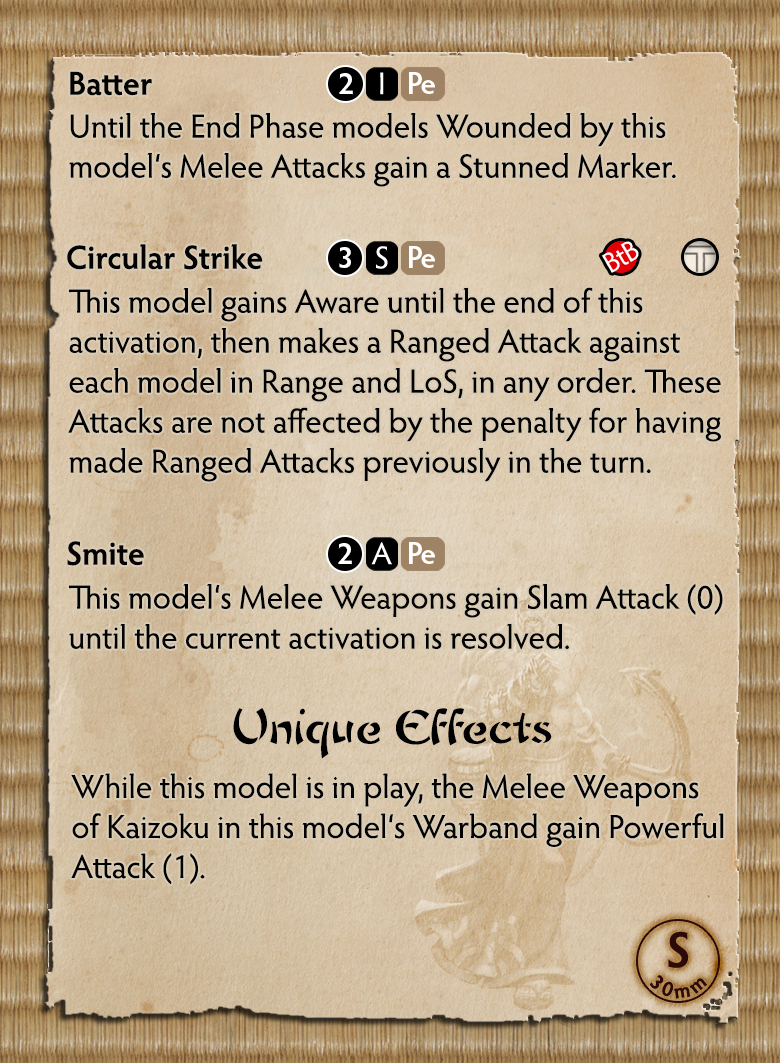 Batter 2 I Pe
Until the End Phase models Wounded by this
model's Melee Attacks gain a Stunned Marker.
Circular Strike 3 S Pe BtB T
This model gains Aware until the end of this
activation, then makes a Ranged Attack against
each model in Range and LoS, in any order. These
Attacks are not affected by the penalty for having
made Ranged Attacks previously in the turn.
Smite 2 A Pe
This model's Melee Weapons gain Slam Attack (0)
until the current activation is resolved.
Unique Effects
While this model is in play, the Melee Weapons
of Kaizoku in this model's Warband gain Powerful
Attack (1).
S
30mm